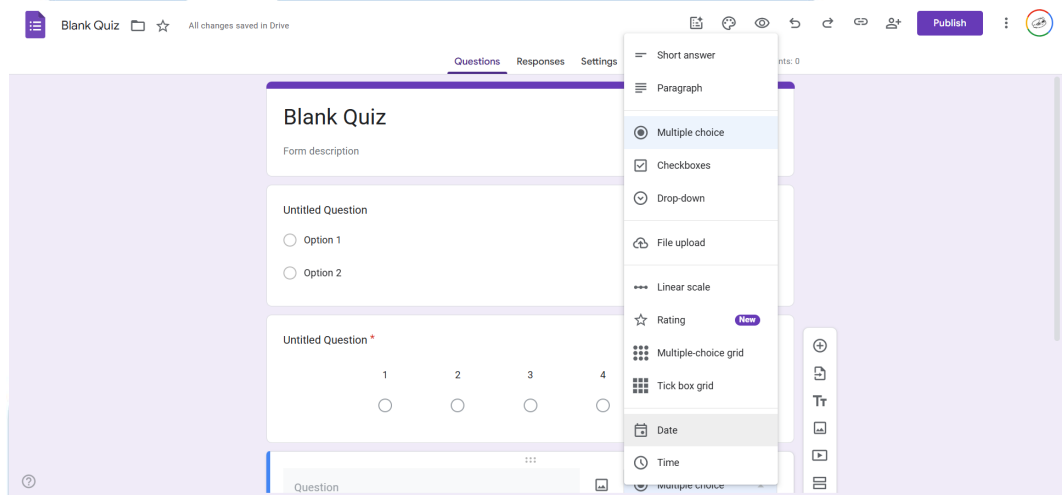 Blank Quiz
All changes saved in Drive
Publish
Questions Responses Settings
nts: 0
Blank Quiz
Form description
Untitled Question
Option 1
Option 2
Untitled Question *
1 2 3 4
Question
Short answer
Paragraph
Multiple choice
Checkboxes
Drop-down
File upload
Linear scale
Rating New
Multiple-choice grid
Tick box grid
Date
Time
Multiple choice
Tт